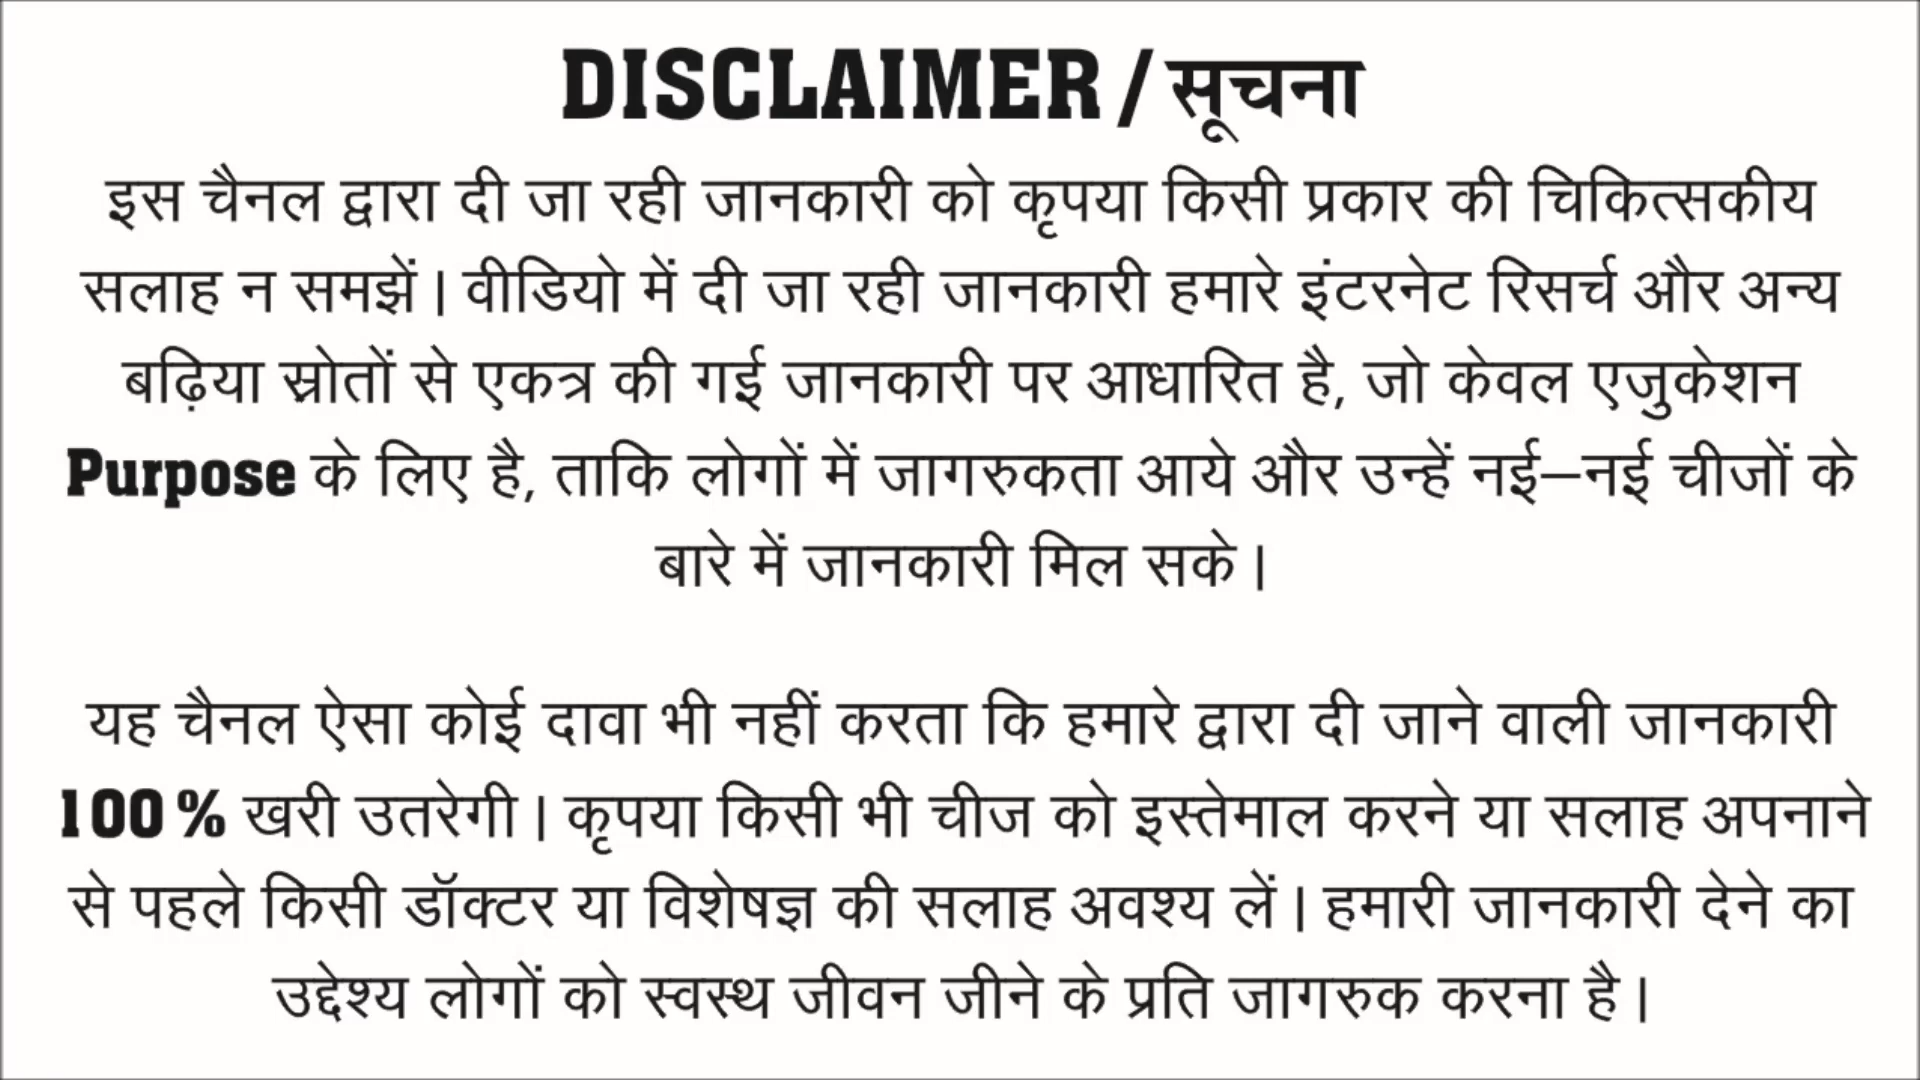 DISCLAIMER / सूचना
इस चैनल द्वारा दी जा रही जानकारी को कृपया किसी प्रकार की चिकित्सकीय
सलाह न समझें। वीडियो में दी जा रही जानकारी हमारे इंटरनेट रिसर्च और अन्य
बढ़िया स्रोतों से एकत्र की गई जानकारी पर आधारित है, जो केवल एजुकेशन
Purpose के लिए है, ताकि लोगों में जागरुकता आये और उन्हें नई–नई चीजों के
बारे में जानकारी मिल सके।
यह चैनल ऐसा कोई दावा भी नहीं करता कि हमारे द्वारा दी जाने वाली जानकारी
100% खरी उतरेगी। कृपया किसी भी चीज को इस्तेमाल करने या सलाह अपनाने
से पहले किसी डॉक्टर या विशेषज्ञ की सलाह अवश्य लें। हमारी जानकारी देने का
उद्देश्य लोगों को स्वस्थ जीवन जीने के प्रति जागरुक करना है।